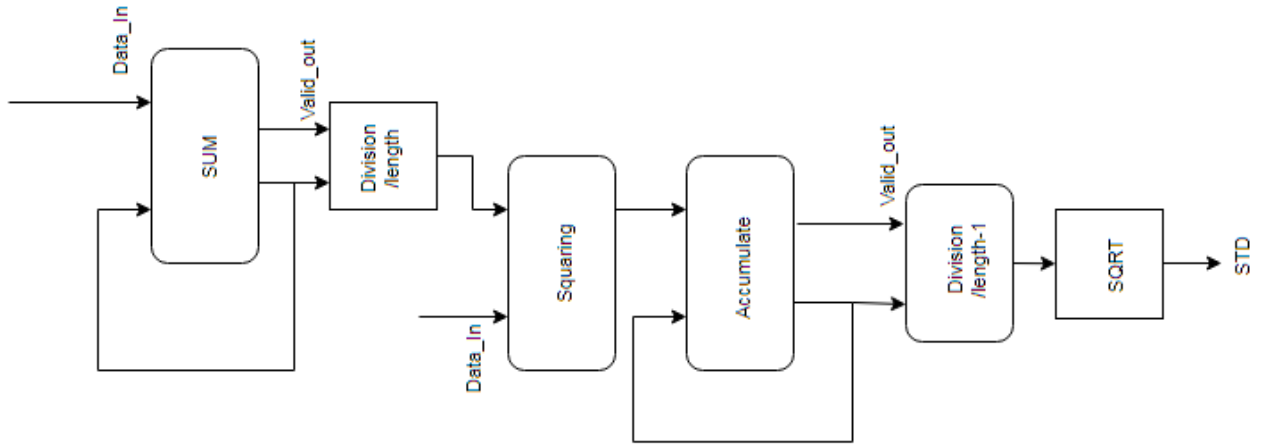 Data_In
SUM
Valid_out
Division
/length
Data_In
Squaring
Accumulate
Valid_out
Division
/length-1
SQRT
STD